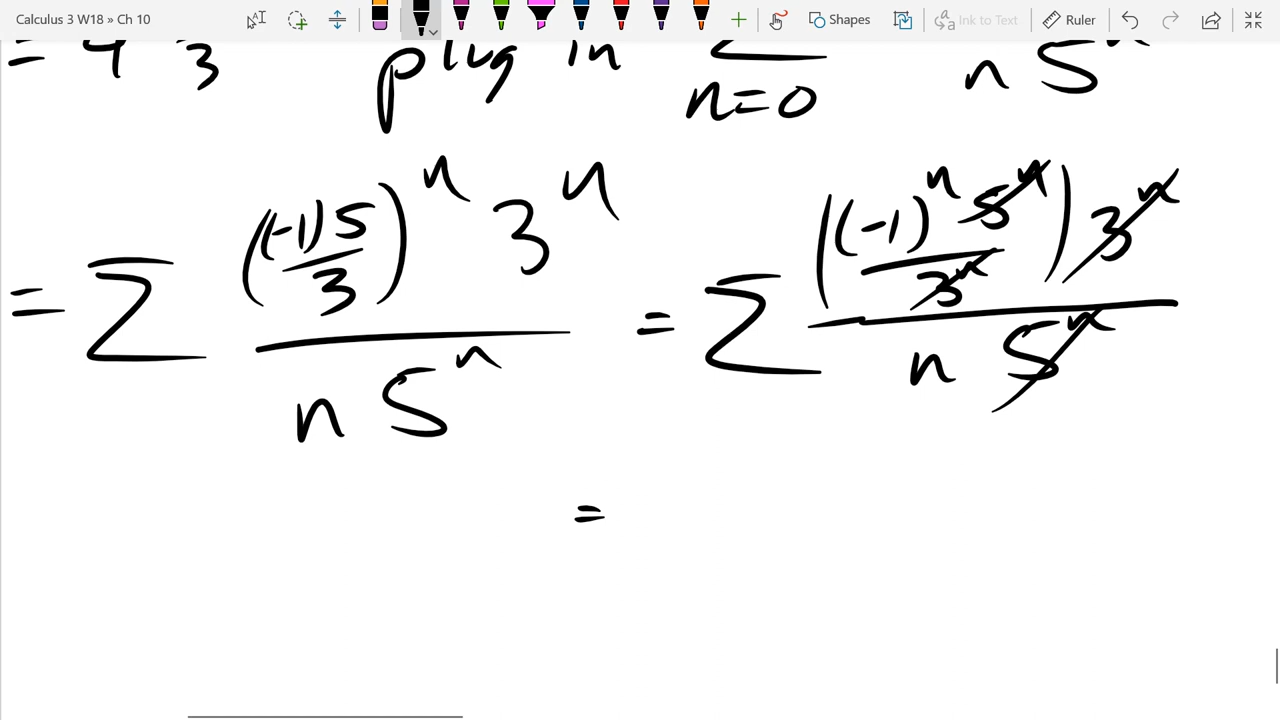 Calculus 3 W18 » Ch 10
Shapes
Link to Text
Ruler
= 4 3 plug in Σ n 5^n
n=0
= Σ ((-1)5/3)^n 3^n / n 5^n = Σ ((-1)^n 5^n / 3^n) 3^n / n 5^n
=